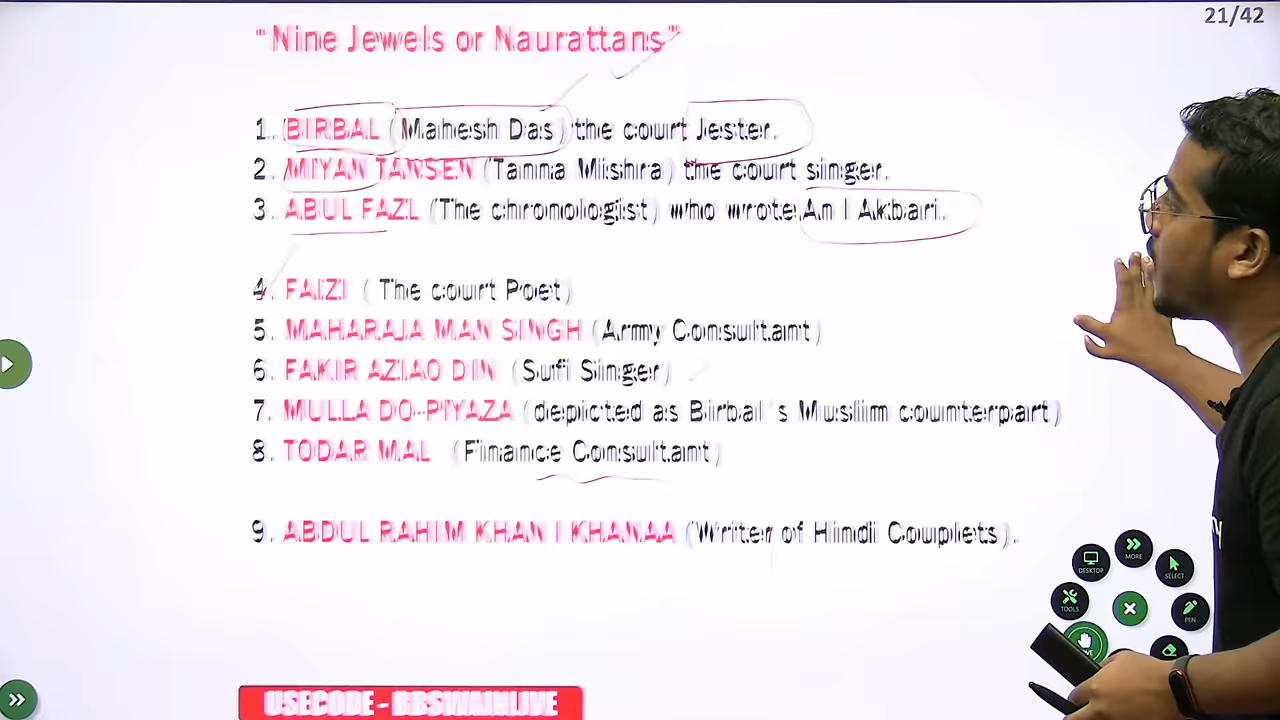 21/42
"Nine Jewels or Naurattans"
1. BIRBAL (Mahesh Das) the court Jester.
2. MIYAN TANSEN (Tanna Mishra) the court singer.
3. ABUL FAZL (The chronologist) who wrote An I Akbari.
4. FAIZI ( The court Poet)
5. MAHARAJA MAN SINGH (Army Consultant)
6. FAKIR AZIAO DIN (Sufi Singer)
7. MULLA DO-PIYAZA (depicted as Birbal's Muslim counterpart)
8. TODAR MAL (Finance Consultant)
9. ABDUL RAHIM KHAN I KHANAA (Writer of Hindi Couplets).
MORE
DESKTOP
SELECT
TOOLS
PEN
USECODE - BBSWAINLIVE